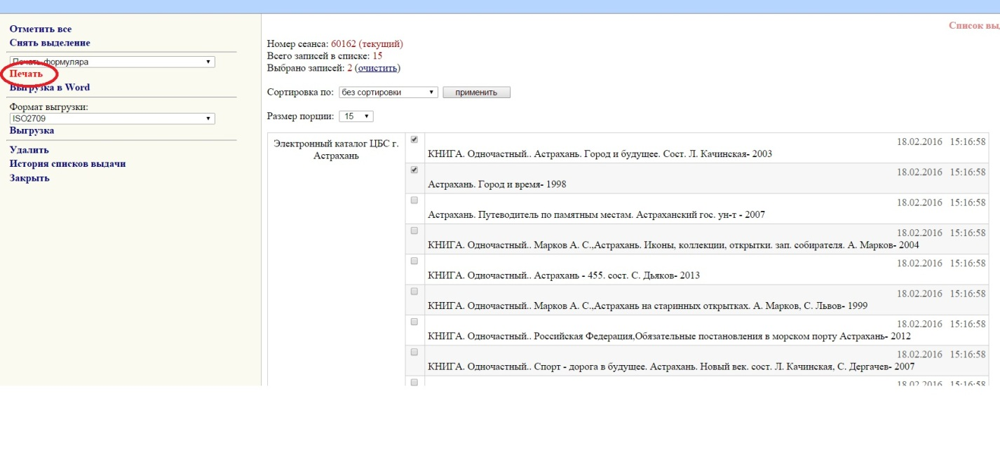 Отметить все
Снять выделение
Печать формуляра
Печать
Выгрузка в Word
Формат выгрузки:
ISO2709
Выгрузка
Удалить
История списков выдачи
Закрыть
Список вы
Номер сеанса: 60162 (текущий)
Всего записей в списке: 15
Выбрано записей: 2 (очистить)
Сортировка по: без сортировки применить
Размер порции: 15
Электронный каталог ЦБС г.
Астрахань
18.02.2016 15:16:58
КНИГА. Одночастный.. Астрахань. Город и будущее. Сост. Л. Качинская- 2003
18.02.2016 15:16:58
Астрахань. Город и время- 1998
18.02.2016 15:16:58
Астрахань. Путеводитель по памятным местам. Астраханский гос. ун-т - 2007
18.02.2016 15:16:58
КНИГА. Одночастный.. Марков А. С.,Астрахань. Иконы, коллекции, открытки. зап. собирателя. А. Марков- 2004
18.02.2016 15:16:58
КНИГА. Одночастный.. Астрахань - 455. сост. С. Дьяков- 2013
18.02.2016 15:16:58
КНИГА. Одночастный.. Марков А. С.,Астрахань на старинных открытках. А. Марков, С. Львов- 1999
18.02.2016 15:16:58
КНИГА. Одночастный.. Российская Федерация,Обязательные постановления в морском порту Астрахань- 2012
18.02.2016 15:16:58
КНИГА. Одночастный.. Спорт - дорога в будущее. Астрахань. Новый век. сост. Л. Качинская, С. Дергачев- 2007
18.02.2016 15:16:58